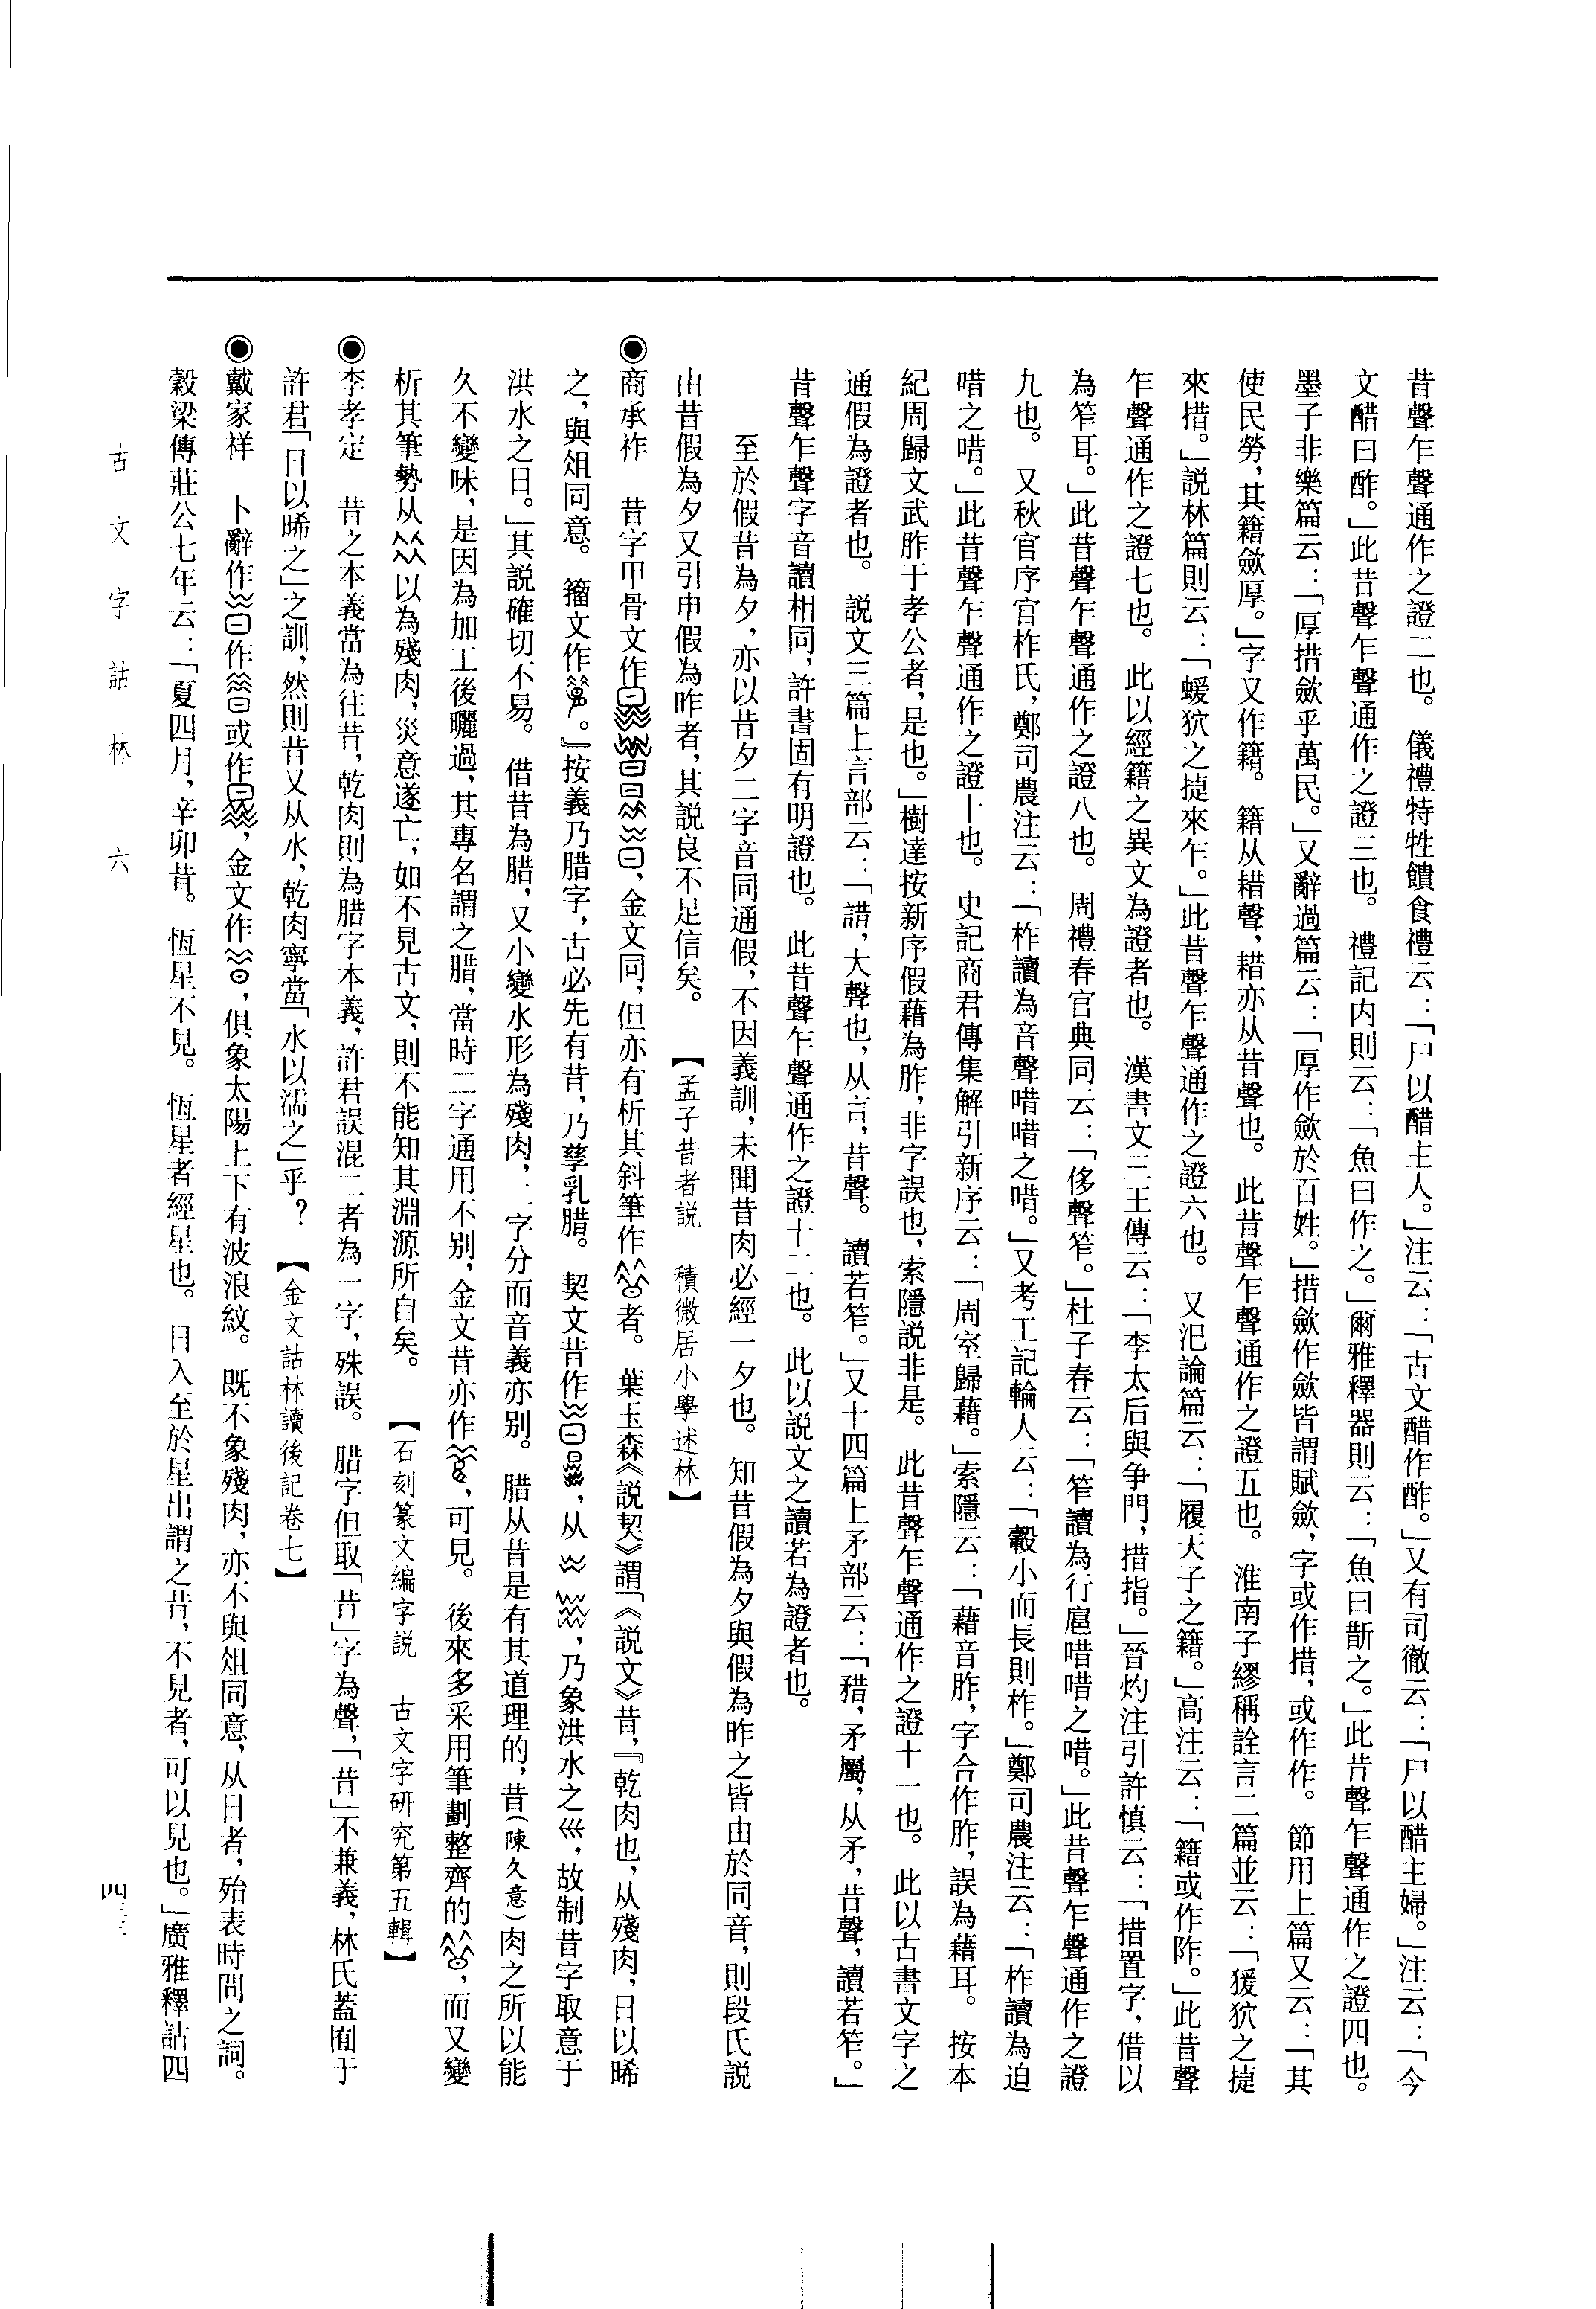 昔聲乍聲通作之證二也。儀禮特牲饋食禮云：「尸以醋主人。」注云：「古文醋作酢。」又有司徹云：「尸以醋主婦。」注云：「今
文醋曰酢。」此昔聲乍聲通作之證三也。禮記内則云：「魚曰作之。」爾雅釋器則云：「魚曰斮之。」此昔聲乍聲通作之證四也。
墨子非樂篇云：「厚措斂乎萬民。」又辭過篇云：「厚作斂於百姓。」措斂作斂皆謂賦斂，字或作措，或作作。節用上篇又云：「其
使民勞，其籍斂厚。」字又作籍。籍从耤聲，耤亦从昔聲也。此昔聲乍聲通作之證五也。淮南子繆稱詮言二篇並云：「猨狖之捷
來措。」説林篇則云：「蝯狖之捷來乍。」此昔聲乍聲通作之證六也。又氾論篇云：「履天子之籍。」高注云：「籍或作阼。」此昔聲
乍聲通作之證七也。此以經籍之異文為證者也。漢書文三王傳云：「李太后與争門，措指。」晉灼注引許慎云：「措置字，借以
為笮耳。」此昔聲乍聲通作之證八也。周禮春官典同云：「侈聲笮。」杜子春云：「笮讀為行扈唶唶之唶。」此昔聲乍聲通作之證
九也。又秋官序官柞氏，鄭司農注云：「柞讀為音聲唶唶之唶。」又考工記輪人云：「轂小而長則柞。」鄭司農注云：「柞讀為迫
唶之唶。」此昔聲乍聲通作之證十也。史記商君傳集解引新序云：「周室歸藉。」索隱云：「藉音胙，字合作胙，誤為藉耳。按本
紀周歸文武胙于孝公者，是也。」樹達按新序假藉為胙，非字誤也，索隱説非是。此昔聲乍聲通作之證十一也。此以古書文字之
通假為證者也。説文三篇上言部云：「諎，大聲也，从言，昔聲。讀若笮。」又十四篇上矛部云：「矠，矛屬，从矛，昔聲，讀若笮。」
昔聲乍聲字音讀相同，許書固有明證也。此昔聲乍聲通作之證十二也。此以説文之讀若為證者也。
至於假昔為夕，亦以昔夕二字音同通假，不因義訓，未聞昔肉必經一夕也。知昔假為夕與假為昨之皆由於同音，則段氏説
由昔假為夕又引申假為昨者，其説良不足信矣。【孟子昔者説　積微居小學述林】
◉商承祚　昔字甲骨文作，金文同，但亦有析其斜筆作者。葉玉森《説契》謂「《説文》昔，『乾肉也，从殘肉，日以晞
之，與俎同意。籀文作。』按義乃腊字，古必先有昔，乃孳乳腊。契文昔作，从，乃象洪水之巛，故制昔字取意于
洪水之日。」其説確切不易。借昔為腊，又小變水形為殘肉，二字分而音義亦别。腊从昔是有其道理的，昔（陳久意）肉之所以能
久不變味，是因為加工後曬過，其專名謂之腊，當時二字通用不别，金文昔亦作，可見。後來多采用筆劃整齊的，而又變
析其筆勢从以為殘肉，災意遂亡，如不見古文，則不能知其淵源所自矣。【石刻篆文編字説　古文字研究第五輯】
◉李孝定　昔之本義當為往昔，乾肉則為腊字本義，許君誤混二者為一字，殊誤。腊字但取「昔」字為聲，「昔」不兼義，林氏蓋囿于
許君「日以晞之」之訓，然則昔又从水，乾肉寧當「水以濡之」乎？【金文詁林讀後記卷七】
◉戴家祥　卜辭作作或作，金文作，俱象太陽上下有波浪紋。既不象殘肉，亦不與俎同意，从日者，殆表時間之詞。
穀梁傳莊公七年云：「夏四月，辛卯昔。恆星不見。恆星者經星也。日入至於星出謂之昔，不見者，可以見也。」廣雅釋詁四
古文字詁林　六
四三三